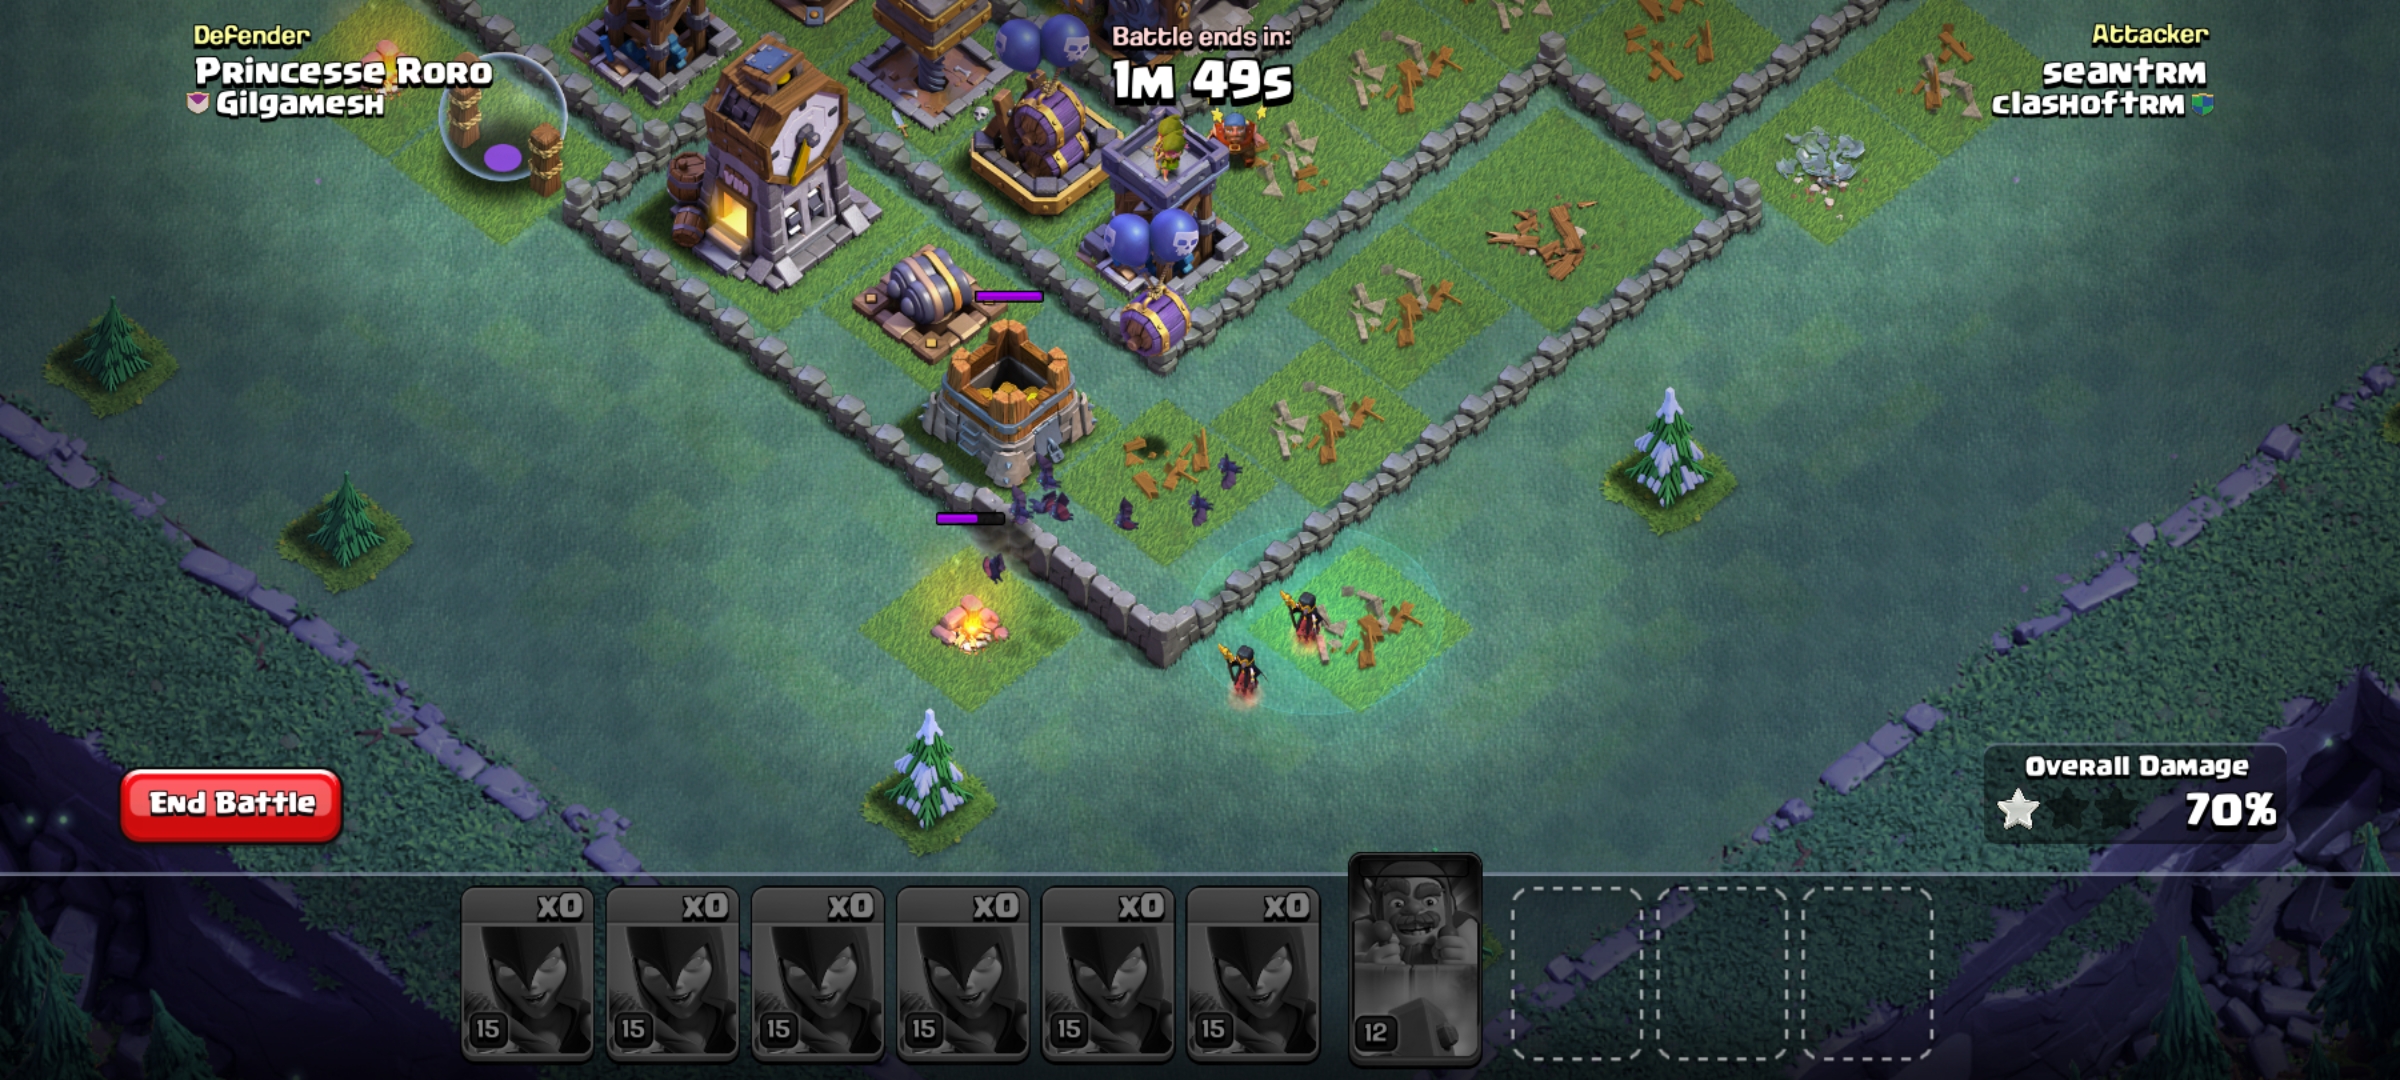 Defender
Princesse Roro
Gilgamesh
Battle ends in:
1m 49s
Attacker
seantrm
clashoftrm
VIII
End Battle
Overall Damage
70%
x0
x0
x0
x0
x0
x0
15
15
15
15
15
15
12